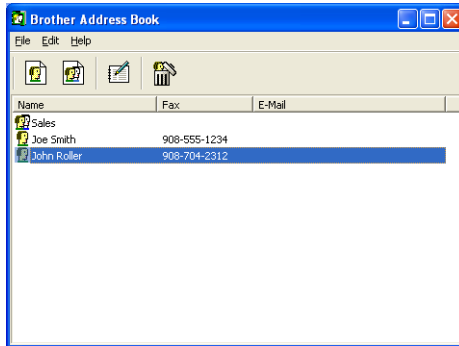 Brother Address Book
File Edit Help
Name Fax E-Mail
Sales
Joe Smith 908-555-1234
John Roller 908-704-2312